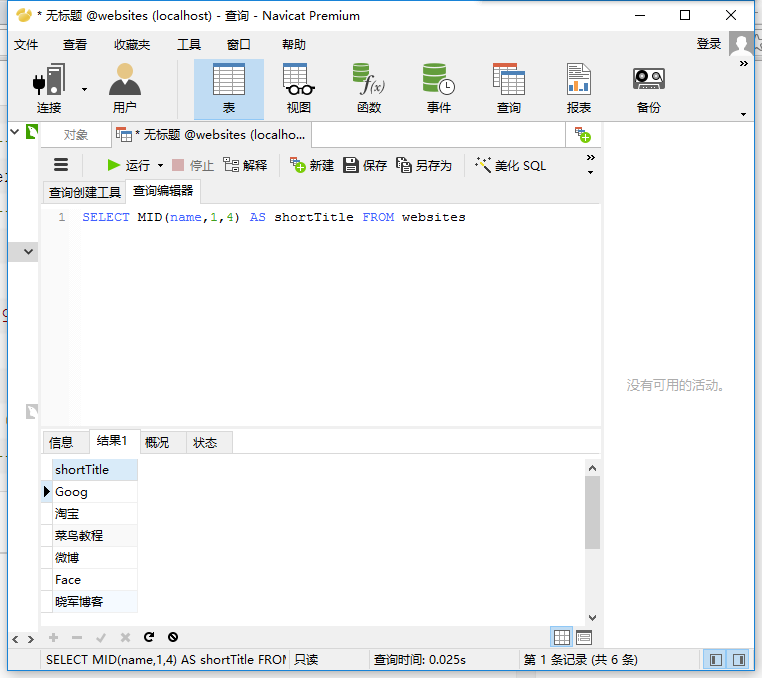 * 无标题 @websites (localhost) - 查询 - Navicat Premium
文件 查看 收藏夹 工具 窗口 帮助 登录
连接 用户 表 视图 函数 事件 查询 报表 备份
对象 * 无标题 @websites (localho...
运行 停止 解释 新建 保存 另存为 美化 SQL
查询创建工具 查询编辑器
1 SELECT MID(name,1,4) AS shortTitle FROM websites
没有可用的活动。
信息 结果1 概况 状态
shortTitle
Goog
淘宝
菜鸟教程
微博
Face
晓军博客
SELECT MID(name,1,4) AS shortTitle FROM 只读 查询时间: 0.025s 第 1 条记录 (共 6 条)